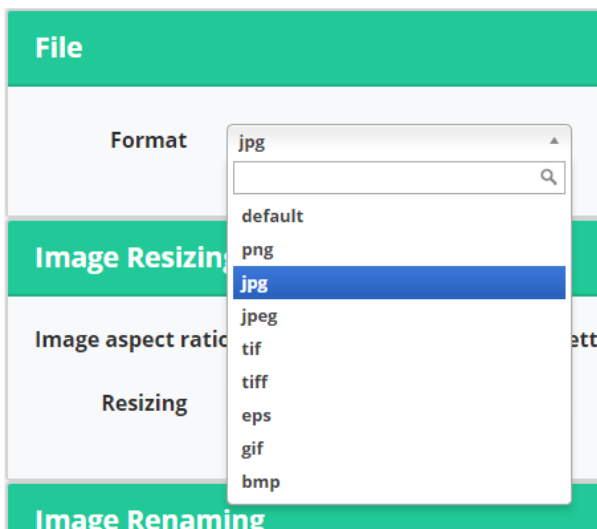 File
Format
jpg
default
png
Image Resizing
jpg
jpeg
Image aspect ratio
tif
tiff
Resizing
eps
gif
bmp
Image Renaming